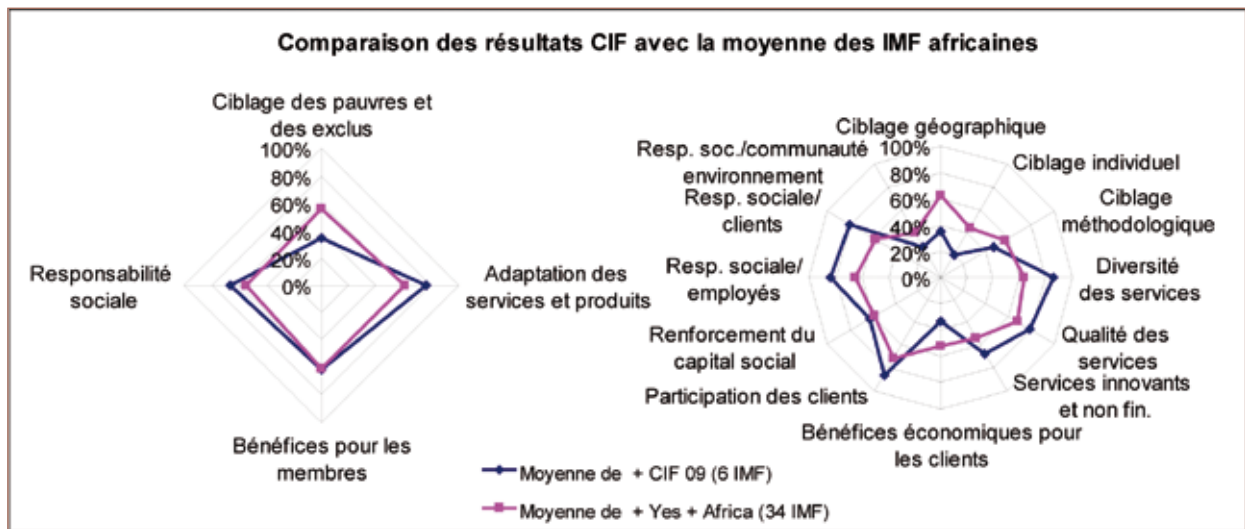 Comparaison des résultats CIF avec la moyenne des IMF africaines
Ciblage des pauvres et
des exclus
100%
80%
60%
40%
20%
0%
Responsabilité
sociale
Adaptation des
services et produits
Bénéfices pour les
membres
Ciblage géographique
100%
80%
60%
40%
20%
0%
Ciblage individuel
Ciblage
méthodologique
Diversité
des services
Qualité des
services
Services innovants
et non fin.
Bénéfices économiques pour
les clients
Participation des clients
Renforcement du
capital social
Resp. sociale/
employés
Resp. sociale/
clients
Resp. soc./communauté
environnement
Moyenne de + CIF 09 (6 IMF)
Moyenne de + Yes + Africa (34 IMF)